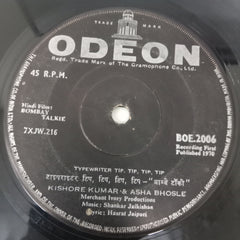 TRADE MARK
ODEON
Regd. Trade Mark of The Gramophone Co. Ltd.
45 R.P.M.
Hindi Film:
BOMBAY
TALKIE
7XJW.216
BOE.2006
Recording First
Published 1970
TYPEWRITER TIP, TIP, TIP, TIP
टाइपराइटर टिप, टिप, टिप, टिप - "बाम्बे टॉकी"
KISHORE KUMAR & ASHA BHOSLE
Merchant Ivory Productions
Music: Shankar Jaikishan
Lyric: Hasrat Jaipuri